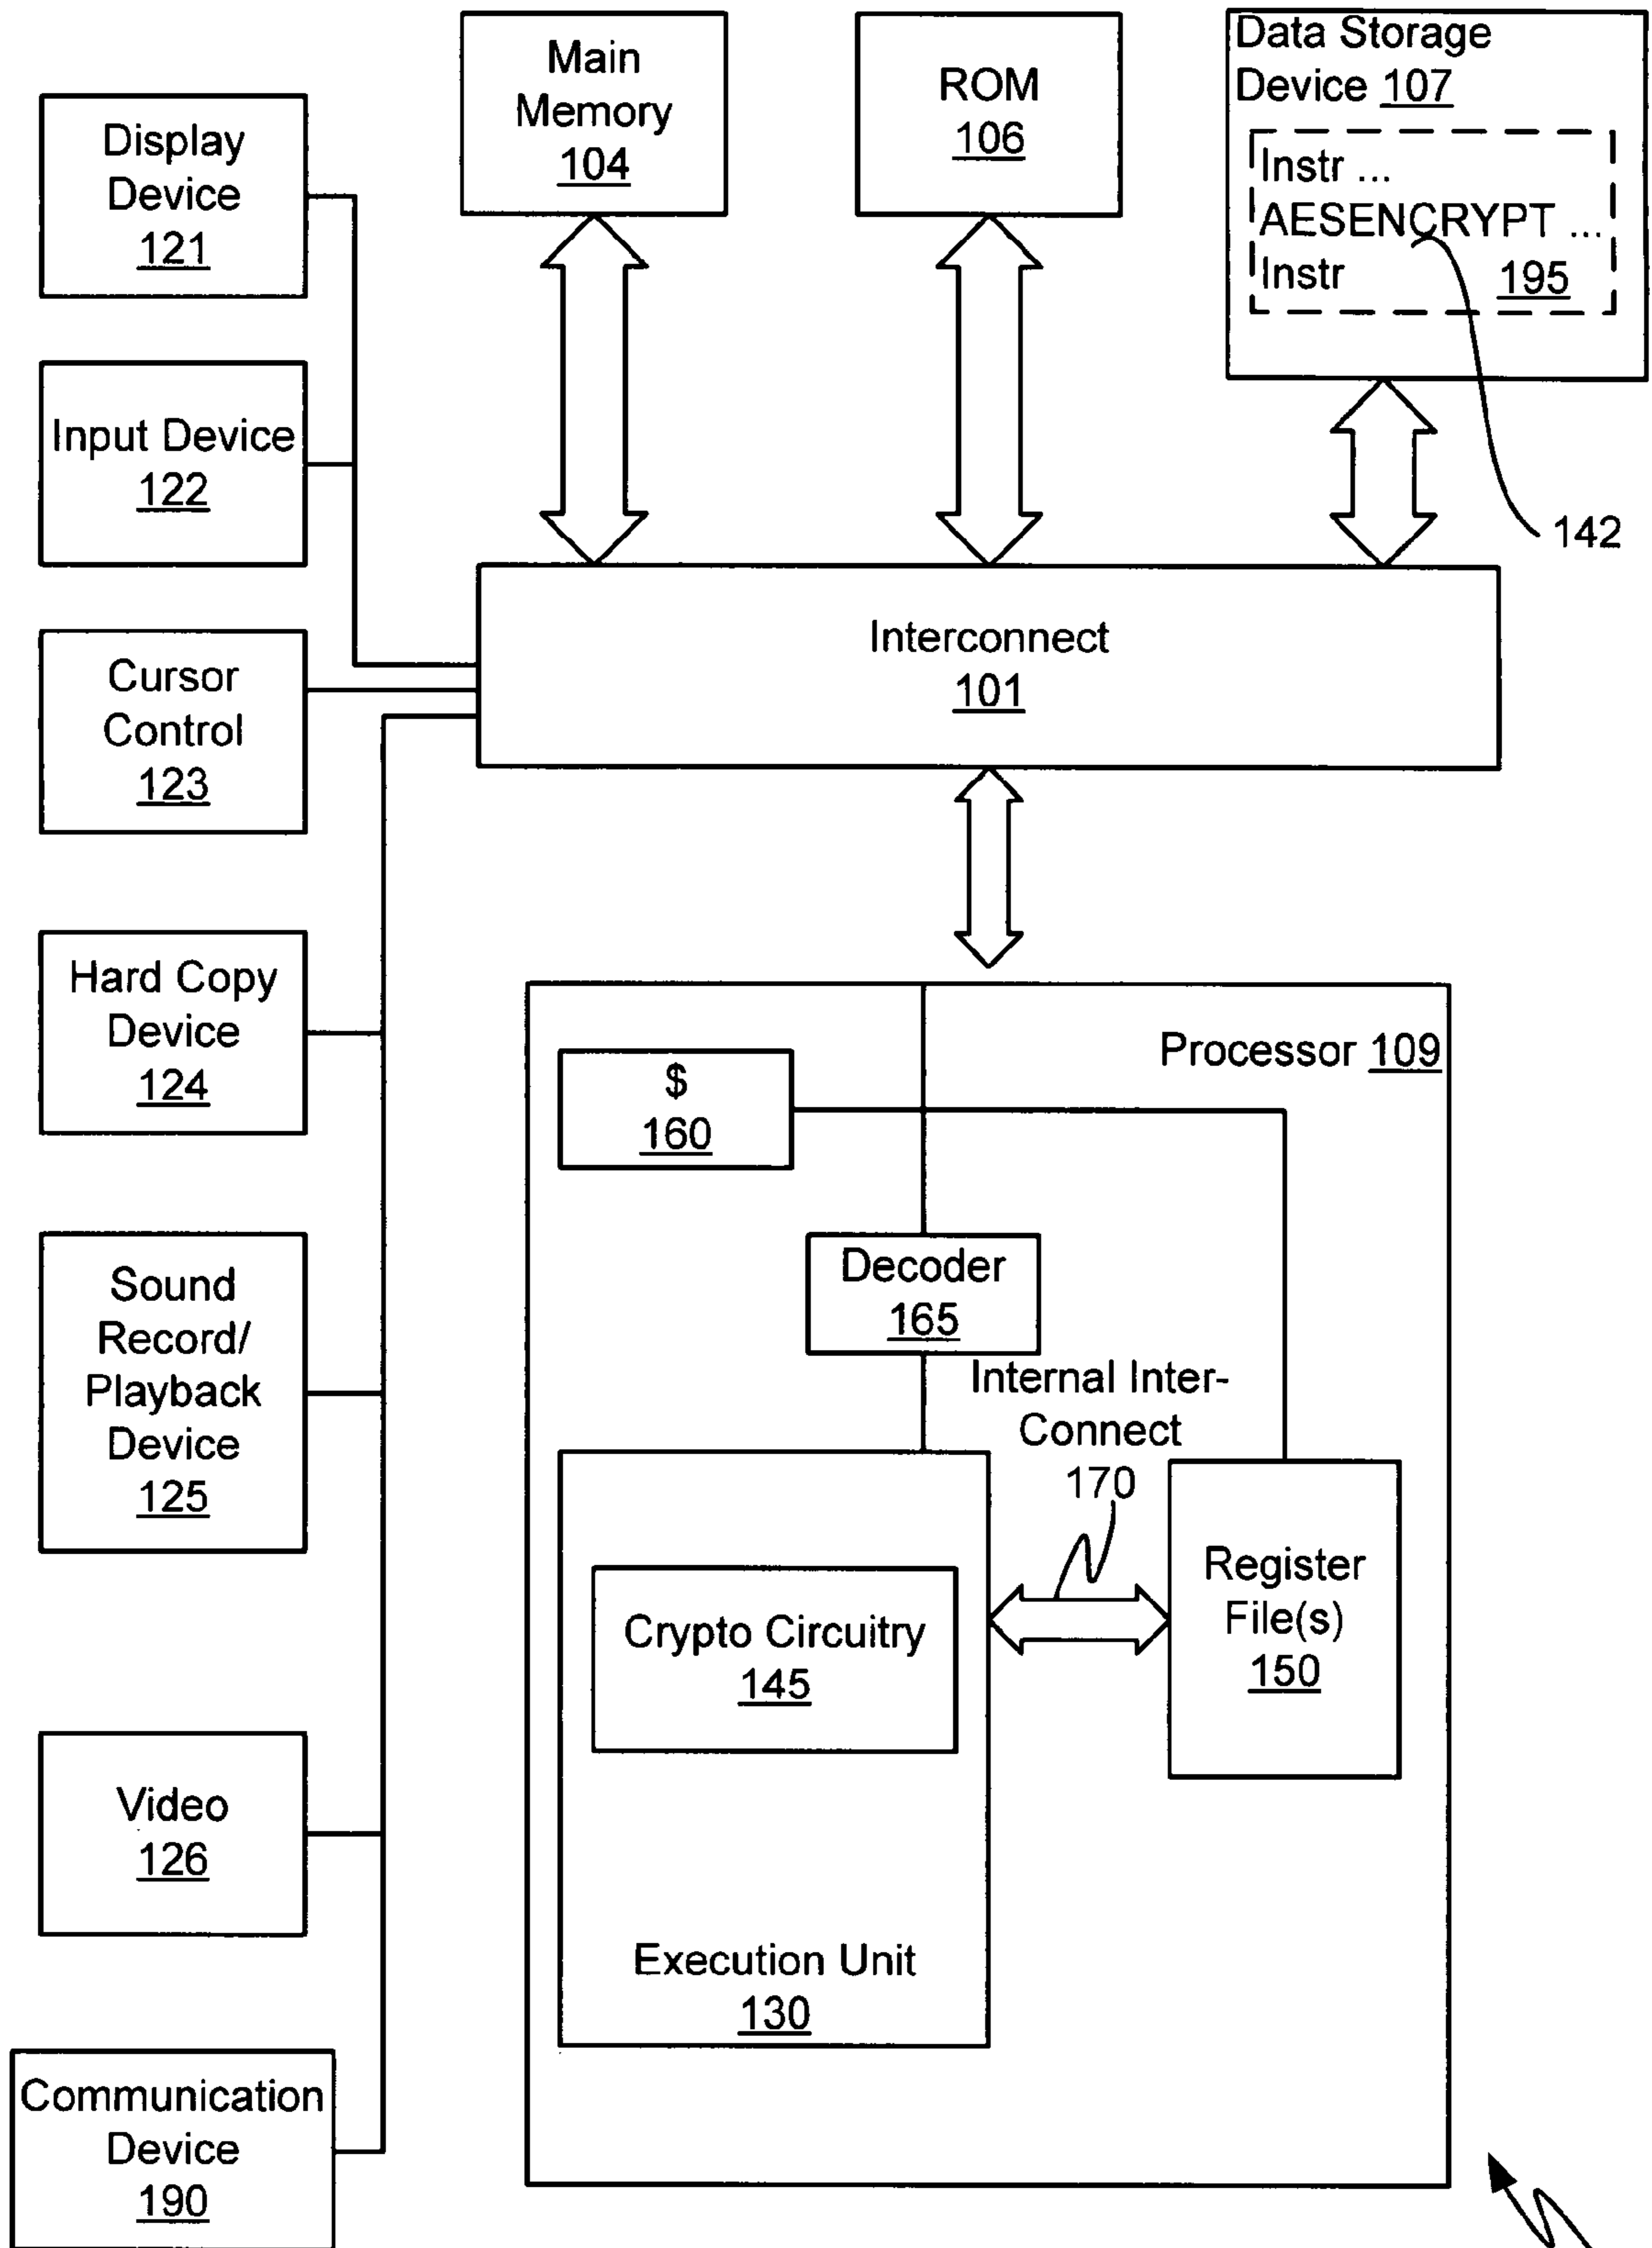 Main
Memory
104
ROM
106
Data Storage
Device 107
Instr ...
AESENCRYPT ...
Instr 195
142
Display
Device
121
Input Device
122
Interconnect
101
Cursor
Control
123
Hard Copy
Device
124
Sound
Record/
Playback
Device
125
Video
126
Communication
Device
190
Processor 109
$
160
Decoder
165
Internal Inter-
Connect
170
Register
File(s)
150
Crypto Circuitry
145
Execution Unit
130